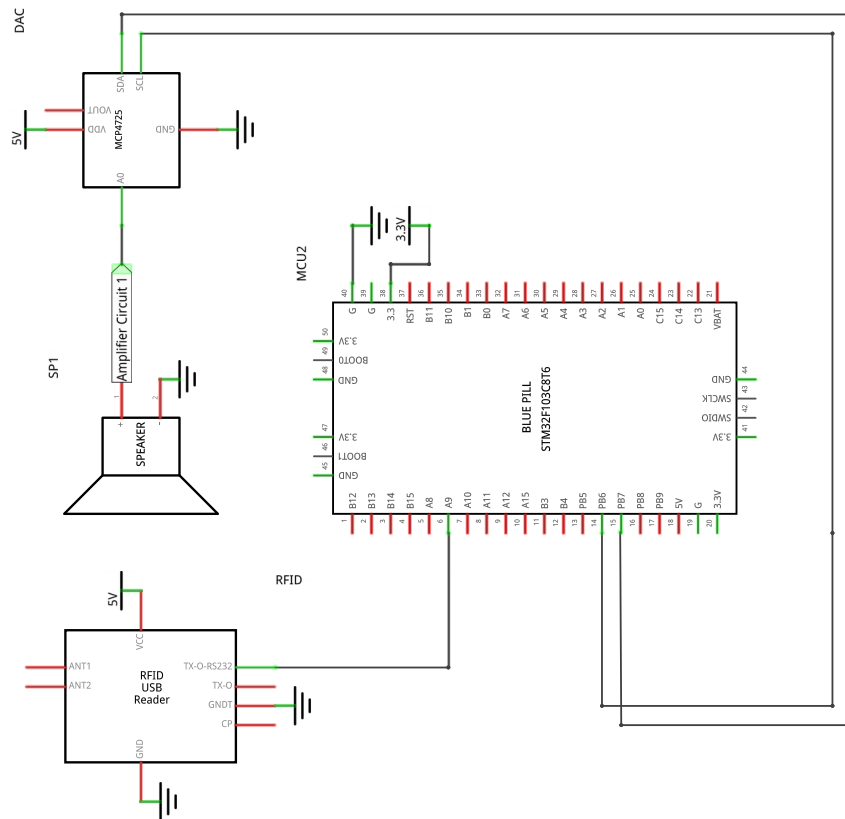 DAC
SDA
SCL
VOUT
VDD
MCP4725
GND
A0
5V
Amplifier Circuit 1
SP1
1
2
+
-
SPEAKER
MCU2
3.3V
40
39
38
37
36
35
34
33
32
31
30
29
28
27
26
25
24
23
22
21
G
G
3.3
RST
B11
B10
B1
B0
A7
A6
A5
A4
A3
A2
A1
A0
C15
C14
C13
VBAT
50
3.3V
49
BOOT0
48
GND
47
3.3V
46
BOOT1
45
GND
BLUE PILL
STM32F103C8T6
GND
44
SWCLK
43
SWDIO
42
3.3V
41
B12
B13
B14
B15
A8
A9
A10
A11
A12
A15
B3
B4
PB5
PB6
PB7
PB8
PB9
5V
G
3.3V
1
2
3
4
5
6
7
8
9
10
11
12
13
14
15
16
17
18
19
20
RFID
5V
VCC
ANT1
ANT2
RFID
USB
Reader
TX-O-RS232
TX-O
GNDT
CP
GND